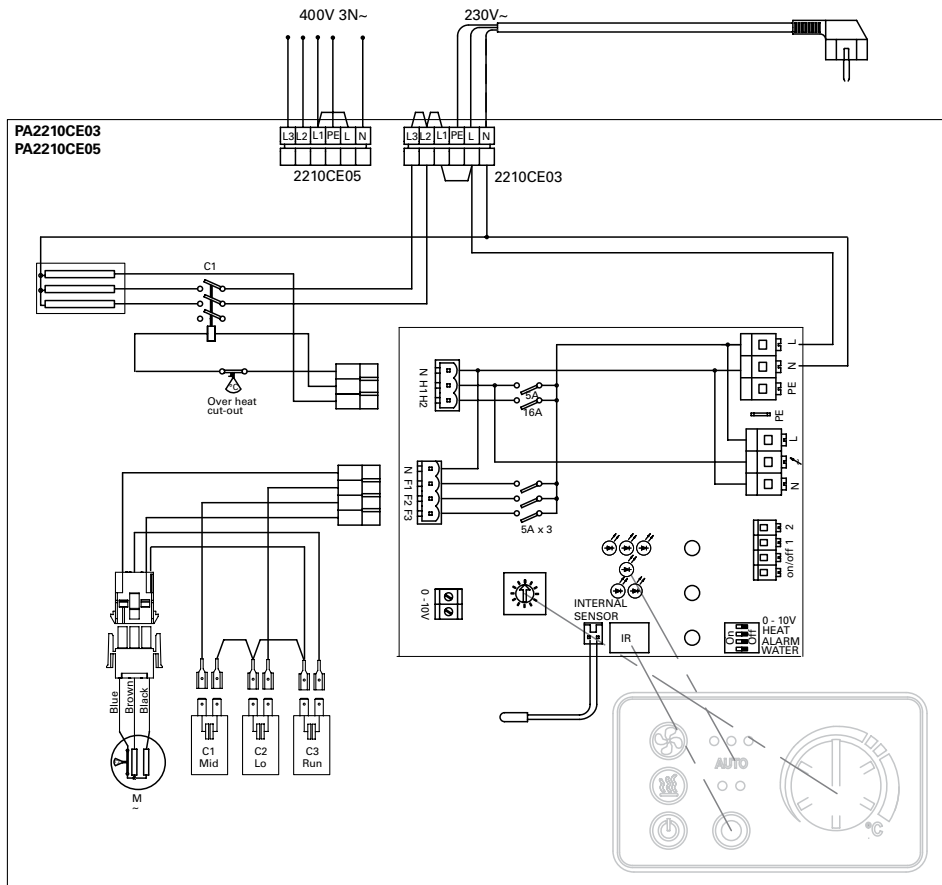 400V 3N~
230V~
PA2210CE03
PA2210CE05
L3 L2 L1 PE L N
L3 L2 L1 PE L N
2210CE05
2210CE03
C1
°C
Over heat
cut-out
N H1 H2
5A
16A
L
N
PE
PE
L
N
N F1 F2 F3
5A x 3
on/off 1 2
0 - 10V
INTERNAL
SENSOR
IR
On Off
0 - 10V
HEAT
ALARM
WATER
Blue
Brown
Black
C1
Mid
C2
Lo
C3
Run
M
~
AUTO
°C